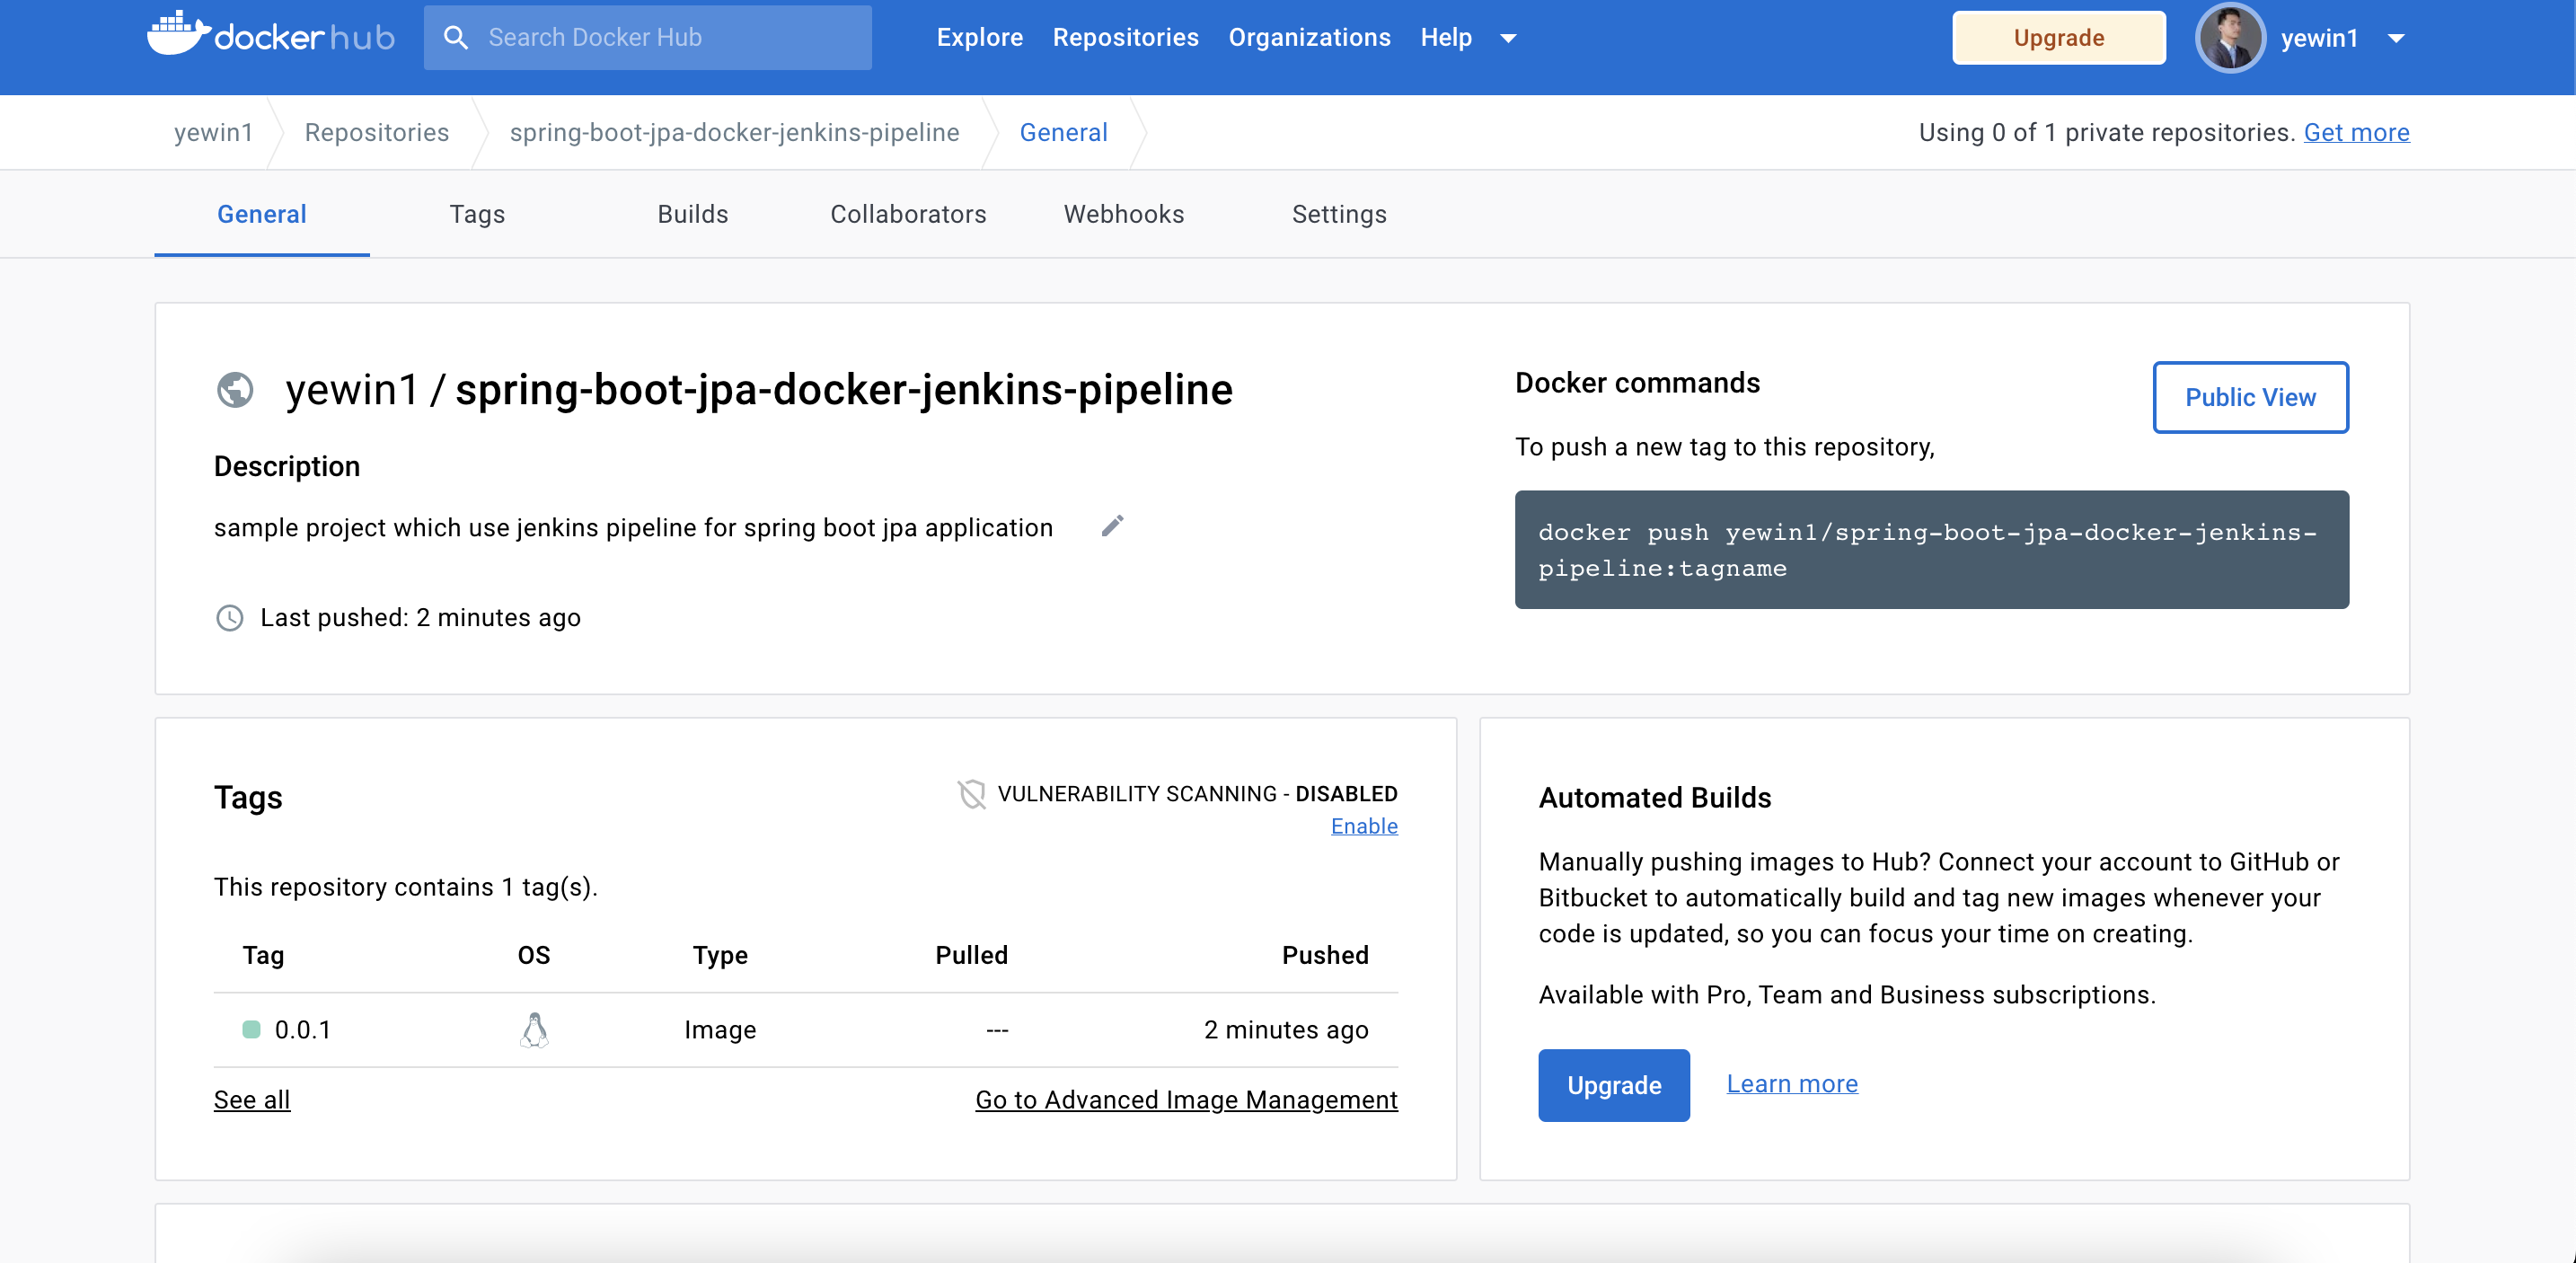 docker hub
Search Docker Hub
Explore
Repositories
Organizations
Help
Upgrade
yewin1
yewin1
Repositories
spring-boot-jpa-docker-jenkins-pipeline
General
Using 0 of 1 private repositories. Get more
General
Tags
Builds
Collaborators
Webhooks
Settings
yewin1 / spring-boot-jpa-docker-jenkins-pipeline
Description
sample project which use jenkins pipeline for spring boot jpa application
Last pushed: 2 minutes ago
Docker commands
Public View
To push a new tag to this repository,
docker push yewin1/spring-boot-jpa-docker-jenkins-
pipeline:tagname
Tags
VULNERABILITY SCANNING - DISABLED
Enable
This repository contains 1 tag(s).
Tag OS Type Pulled Pushed
0.0.1 Image --- 2 minutes ago
See all
Go to Advanced Image Management
Automated Builds
Manually pushing images to Hub? Connect your account to GitHub or
Bitbucket to automatically build and tag new images whenever your
code is updated, so you can focus your time on creating.
Available with Pro, Team and Business subscriptions.
Upgrade
Learn more